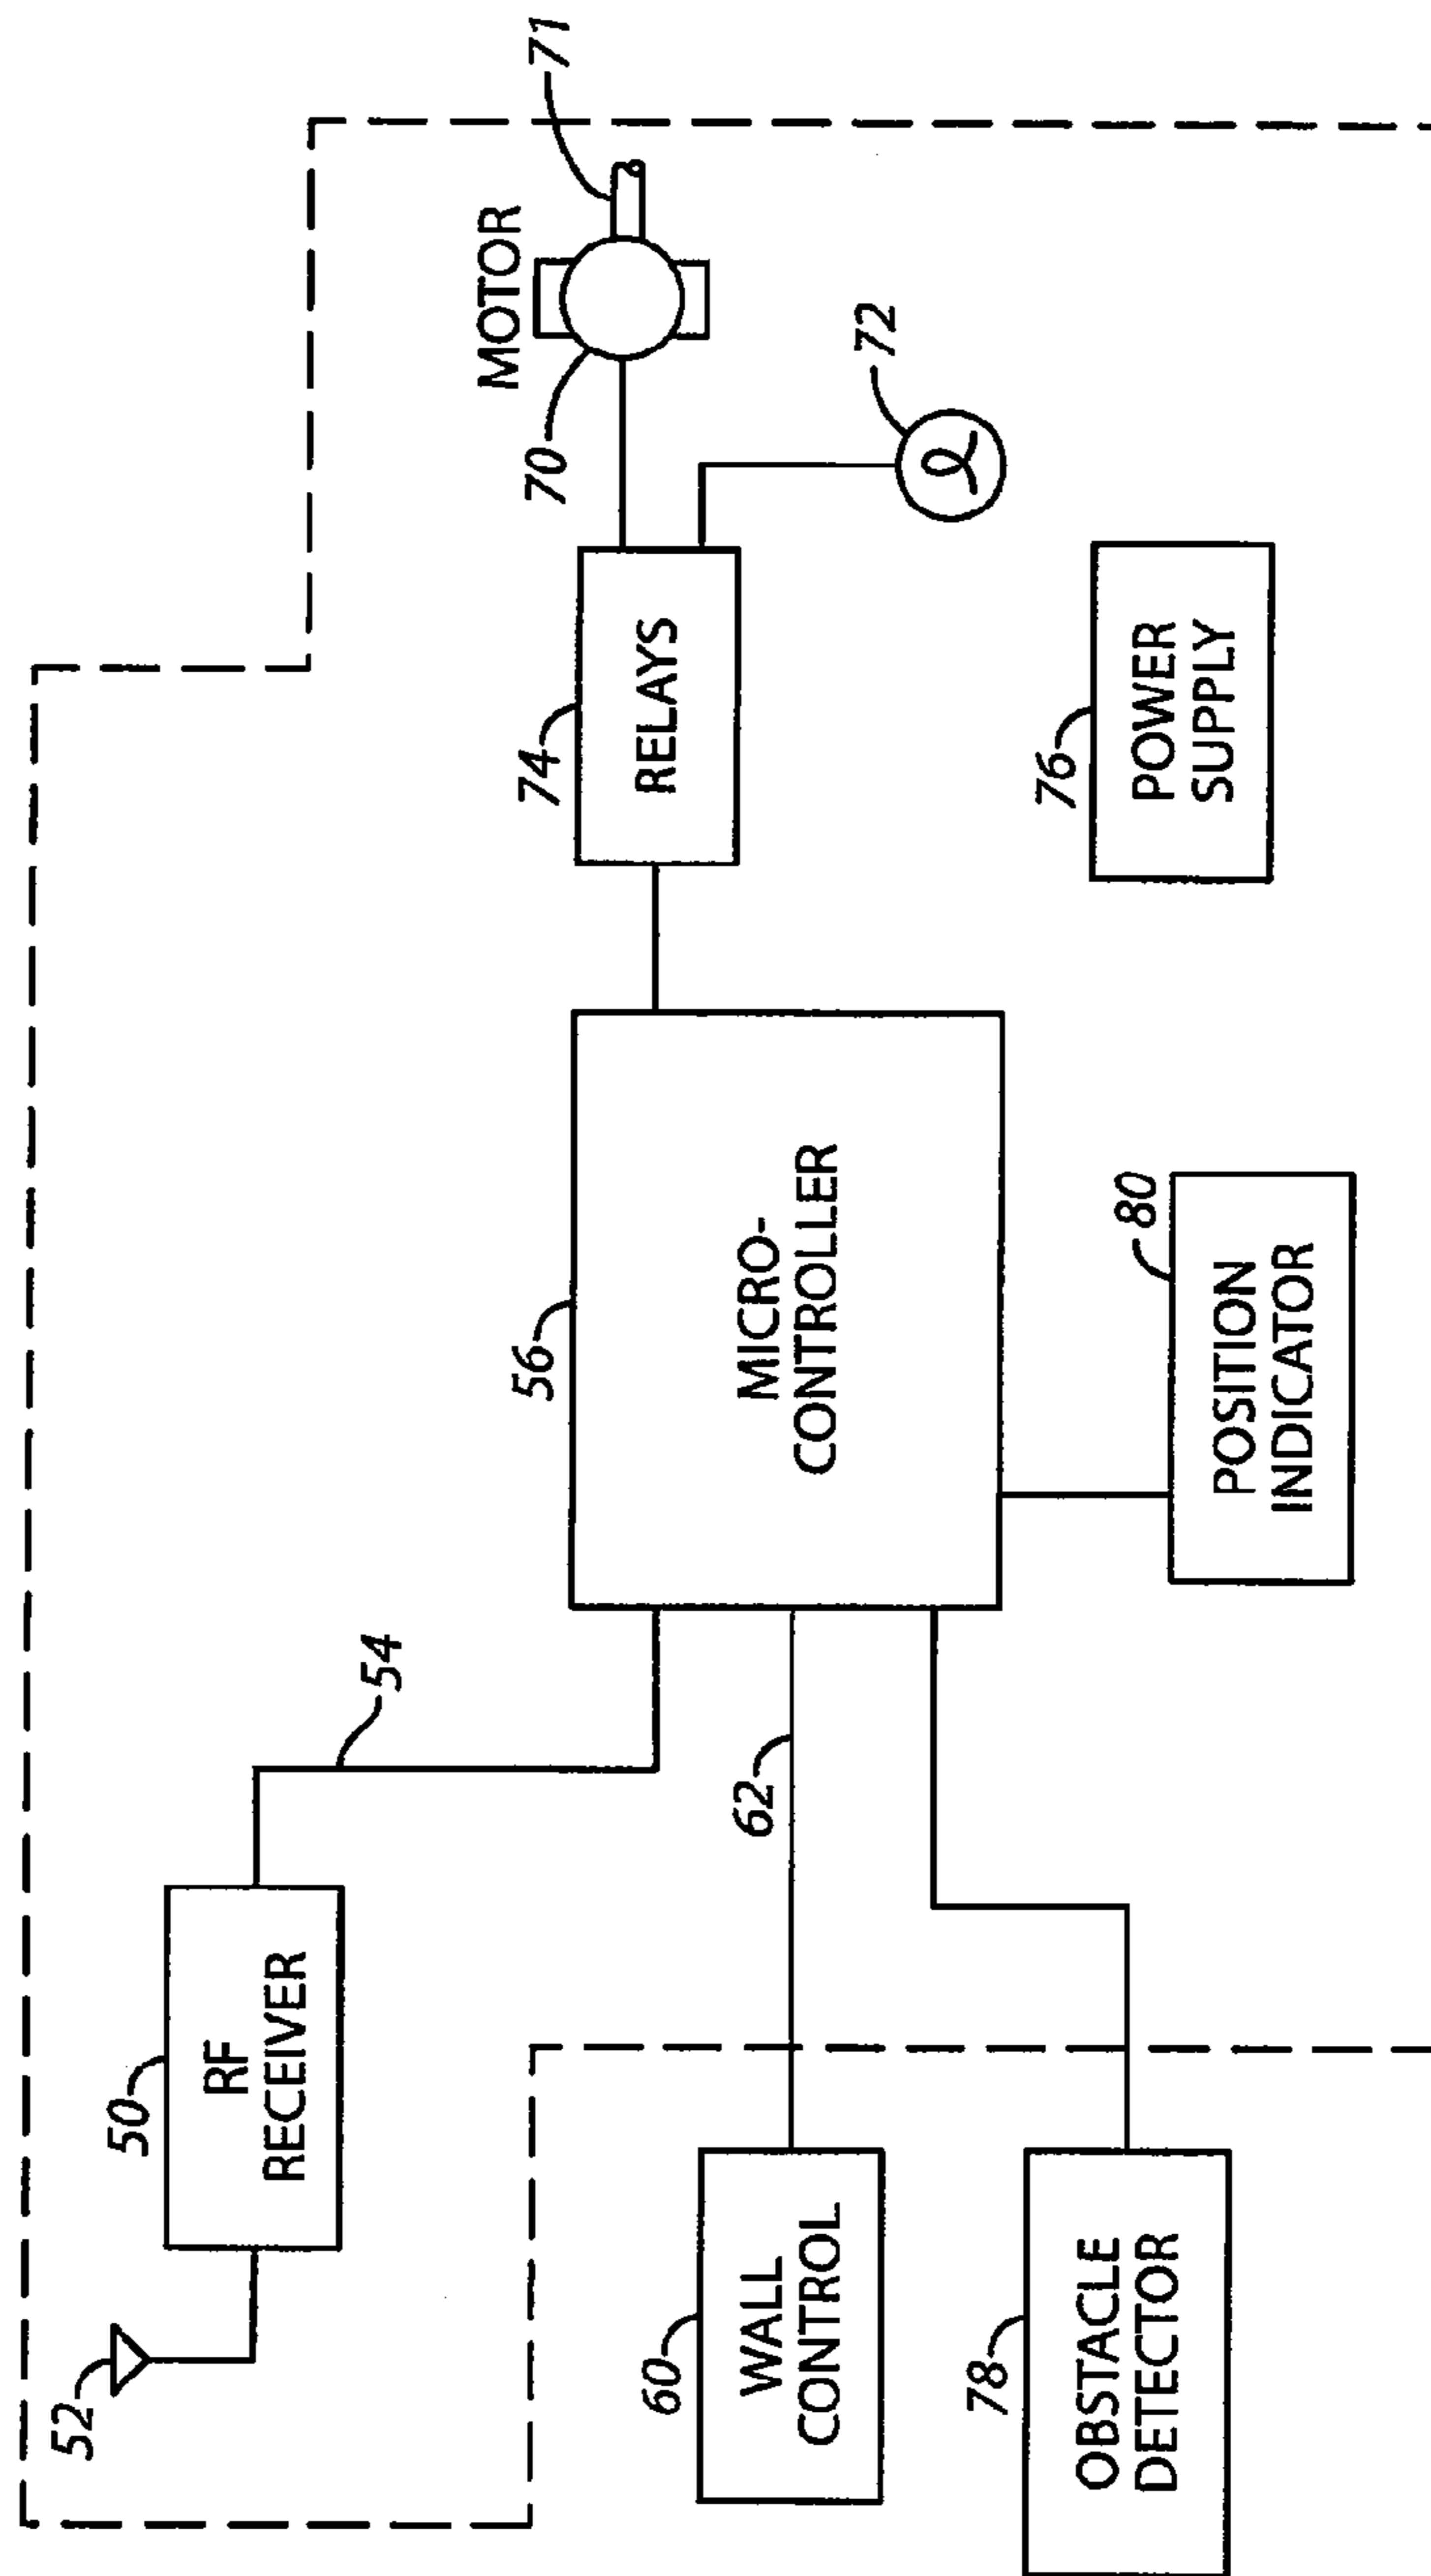 52
50
RF
RECEIVER
54
60
WALL
CONTROL
62
78
OBSTACLE
DETECTOR
56
MICRO-
CONTROLLER
80
POSITION
INDICATOR
74
RELAYS
76
POWER
SUPPLY
MOTOR
70
71
72